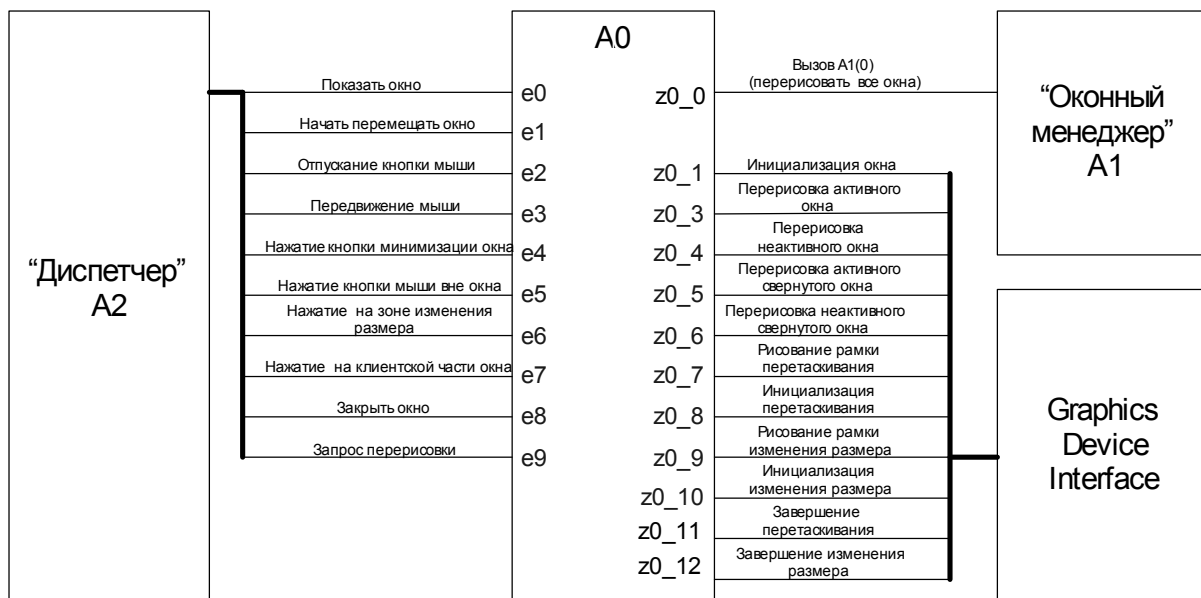 “Диспетчер”
A2
Показать окно
Начать перемещать окно
Отпускание кнопки мыши
Передвижение мыши
Нажатие кнопки минимизации окна
Нажатие кнопки мыши вне окна
Нажатие на зоне изменения
размера
Нажатие на клиентской части окна
Закрыть окно
Запрос перерисовки
A0
e0
e1
e2
e3
e4
e5
e6
e7
e8
e9
z0_0
z0_1
z0_3
z0_4
z0_5
z0_6
z0_7
z0_8
z0_9
z0_10
z0_11
z0_12
Вызов A1(0)
(перерисовать все окна)
Инициализация окна
Перерисовка активного
окна
Перерисовка
неактивного окна
Перерисовка активного
свернутого окна
Перерисовка неактивного
свернутого окна
Рисование рамки
перетаскивания
Инициализация
перетаскивания
Рисование рамки
изменения размера
Инициализация
изменения размера
Завершение
перетаскивания
Завершение изменения
размера
“Оконный
менеджер”
A1
Graphics
Device
Interface